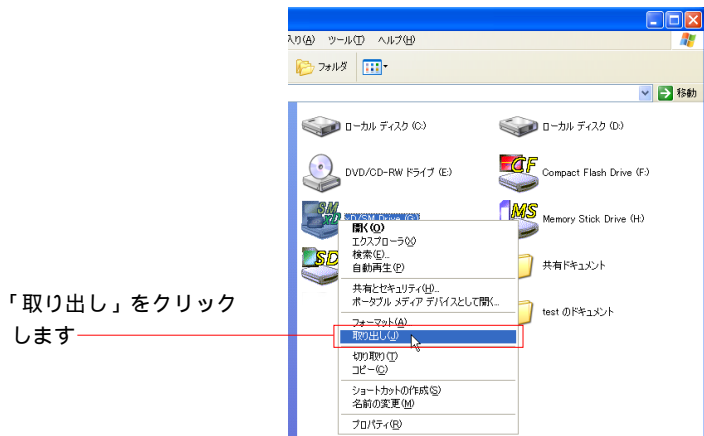 入り(A) ツール(T) ヘルプ(H)
フォルダ
移動
ローカル ディスク (C:)
ローカル ディスク (D:)
DVD/CD-RW ドライブ (E:)
CF
Compact Flash Drive (F:)
SM
xD
xD/SM Drive (G:)
MS
Memory Stick Drive (H:)
SD
共有ドキュメント
test のドキュメント
開く(O)
エクスプローラ(X)
検索(E)...
自動再生(P)
共有とセキュリティ(H)...
ポータブル メディア デバイスとして開く...
フォーマット(A)
取り出し(J)
切り取り(T)
コピー(C)
ショートカットの作成(S)
名前の変更(M)
プロパティ(R)
「取り出し」をクリック
します